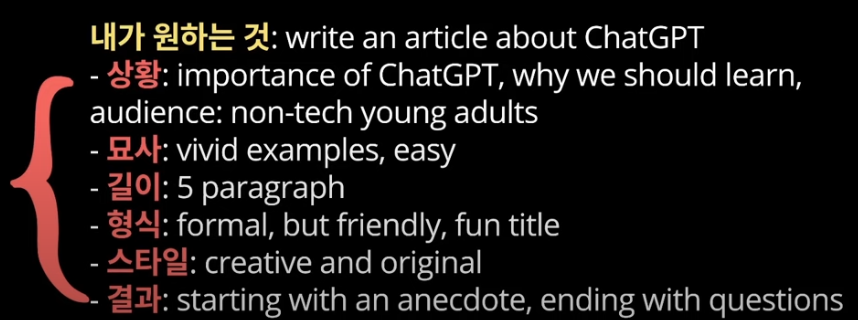 내가 원하는 것: write an article about ChatGPT
- 상황: importance of ChatGPT, why we should learn,
audience: non-tech young adults
- 묘사: vivid examples, easy
- 길이: 5 paragraph
- 형식: formal, but friendly, fun title
- 스타일: creative and original
- 결과: starting with an anecdote, ending with questions